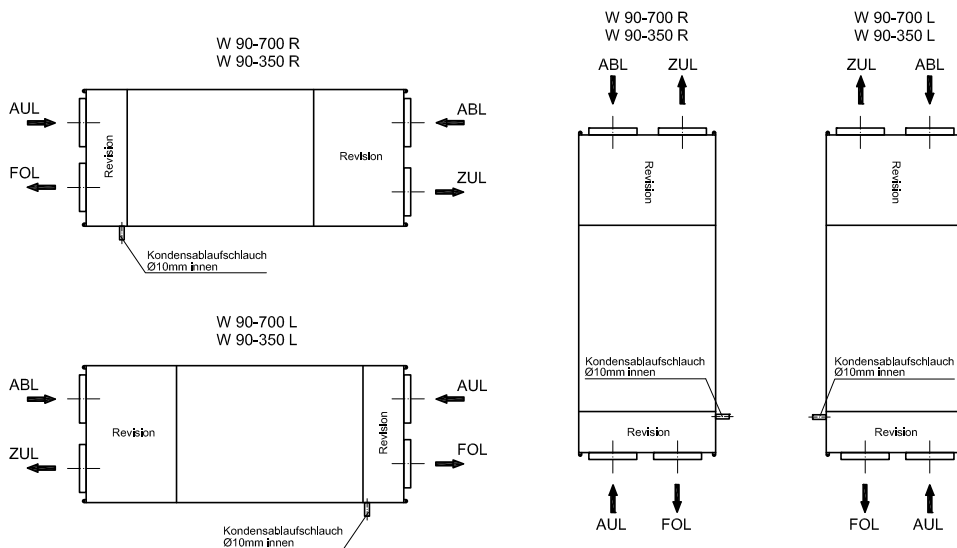 W 90-700 R
W 90-350 R
AUL
ABL
FOL
ZUL
Revision
Revision
Kondensablaufschlauch
Ø10mm innen
W 90-700 L
W 90-350 L
ABL
AUL
ZUL
FOL
Revision
Revision
Kondensablaufschlauch
Ø10mm innen
W 90-700 R
W 90-350 R
ABL
ZUL
Revision
Kondensablaufschlauch
Ø10mm innen
Revision
AUL
FOL
W 90-700 L
W 90-350 L
ZUL
ABL
Revision
Kondensablaufschlauch
Ø10mm innen
Revision
FOL
AUL